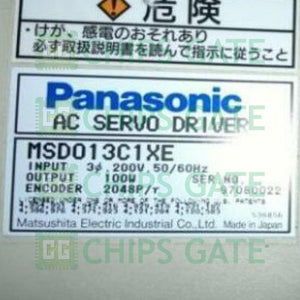 危険
・けが、感電のおそれあり
必ず取扱説明書を読んで指示に従うこと
Panasonic
AC SERVO DRIVER
MSD013C1XE
INPUT 3ϕ, 200V, 50/60Hz
OUTPUT 100W SER.NO.
ENCODER 2048P/r 97080022
Matsushita Electric Industrial Co., Ltd. Made in Japan
CHIPS GATE